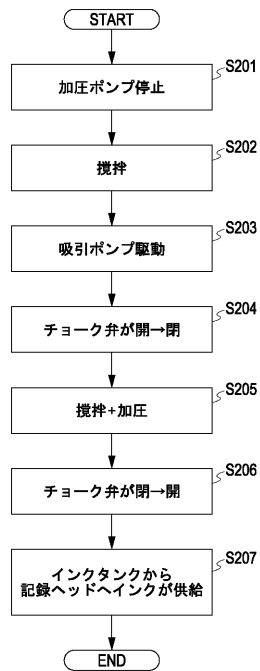 START
S201
加圧ポンプ停止
S202
撹拌
S203
吸引ポンプ駆動
S204
チョーク弁が開→閉
S205
撹拌+加圧
S206
チョーク弁が閉→開
S207
インクタンクから
記録ヘッドへインクが供給
END